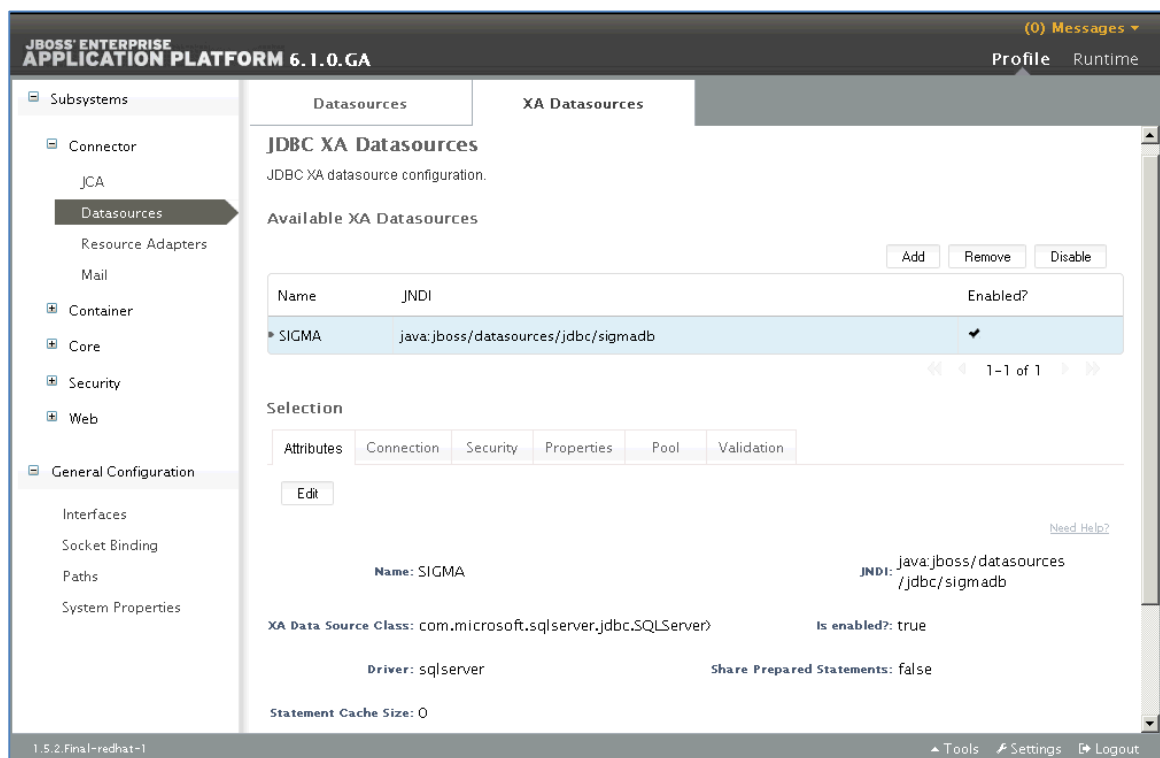 (0) Messages
JBOSS' ENTERPRISE
APPLICATION PLATFORM 6.1.0.GA
Profile Runtime
Subsystems
Connector
JCA
Datasources
Resource Adapters
Mail
Container
Core
Security
Web
General Configuration
Interfaces
Socket Binding
Paths
System Properties
Datasources XA Datasources
JDBC XA Datasources
JDBC XA datasource configuration.
Available XA Datasources
Add Remove Disable
Name JNDI Enabled?
SIGMA java:jboss/datasources/jdbc/sigmadb
1-1 of 1
Selection
Attributes Connection Security Properties Pool Validation
Edit
Need Help?
Name: SIGMA
JNDI: java:jboss/datasources
/jdbc/sigmadb
XA Data Source Class: com.microsoft.sqlserver.jdbc.SQLServer)
Is enabled?: true
Driver: sqlserver
Share Prepared Statements: false
Statement Cache Size: 0
1.5.2.Final-redhat-1
Tools Settings Logout